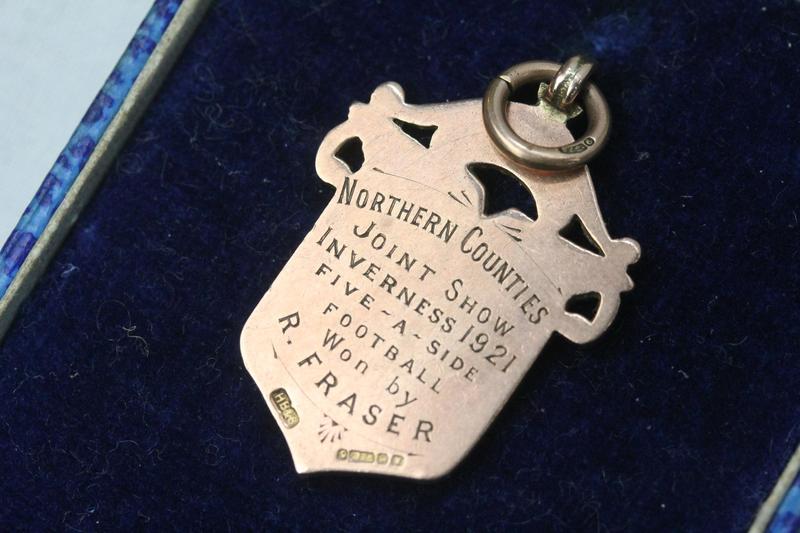 NORTHERN COUNTIES
JOINT SHOW
INVERNESS 1921
FIVE-A-SIDE
FOOTBALL
Won by
R. FRASER